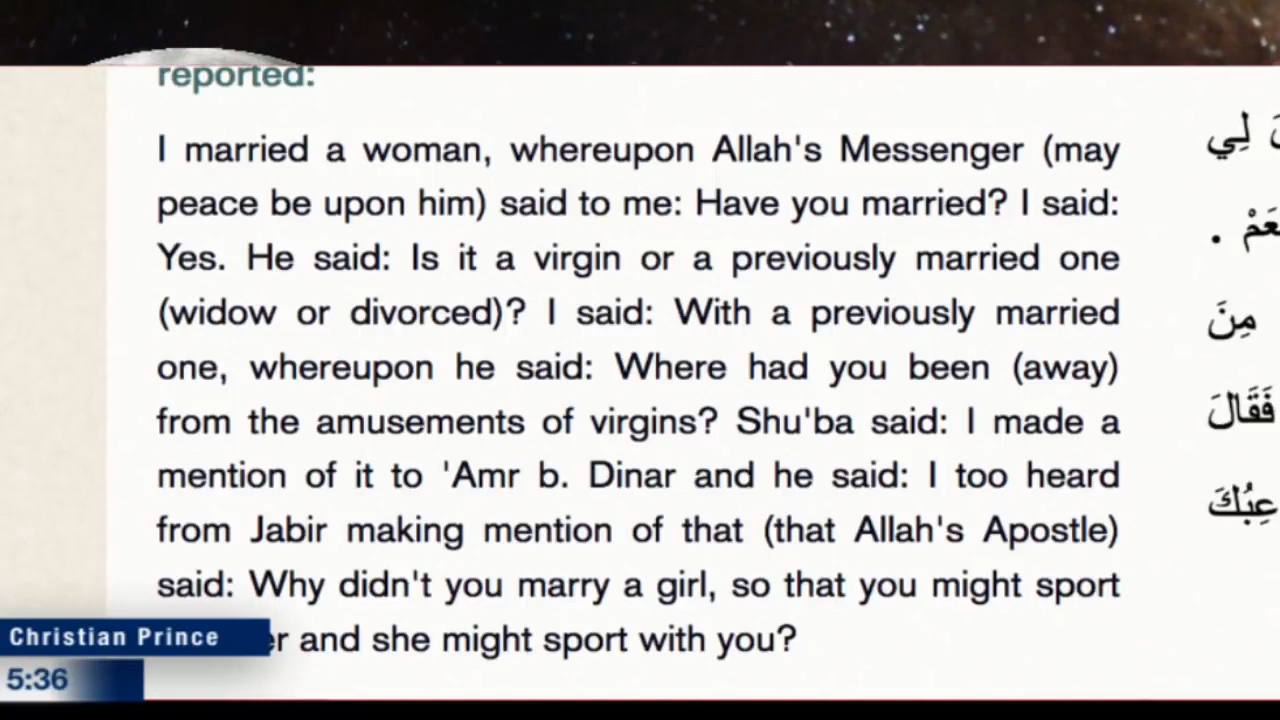 reported:
I married a woman, whereupon Allah's Messenger (may
peace be upon him) said to me: Have you married? I said:
Yes. He said: Is it a virgin or a previously married one
(widow or divorced)? I said: With a previously married
one, whereupon he said: Where had you been (away)
from the amusements of virgins? Shu'ba said: I made a
mention of it to 'Amr b. Dinar and he said: I too heard
from Jabir making mention of that (that Allah's Apostle)
said: Why didn't you marry a girl, so that you might sport
and she might sport with you?
لِي
مِنَ
فَقَالَ
Christian Prince
5:36